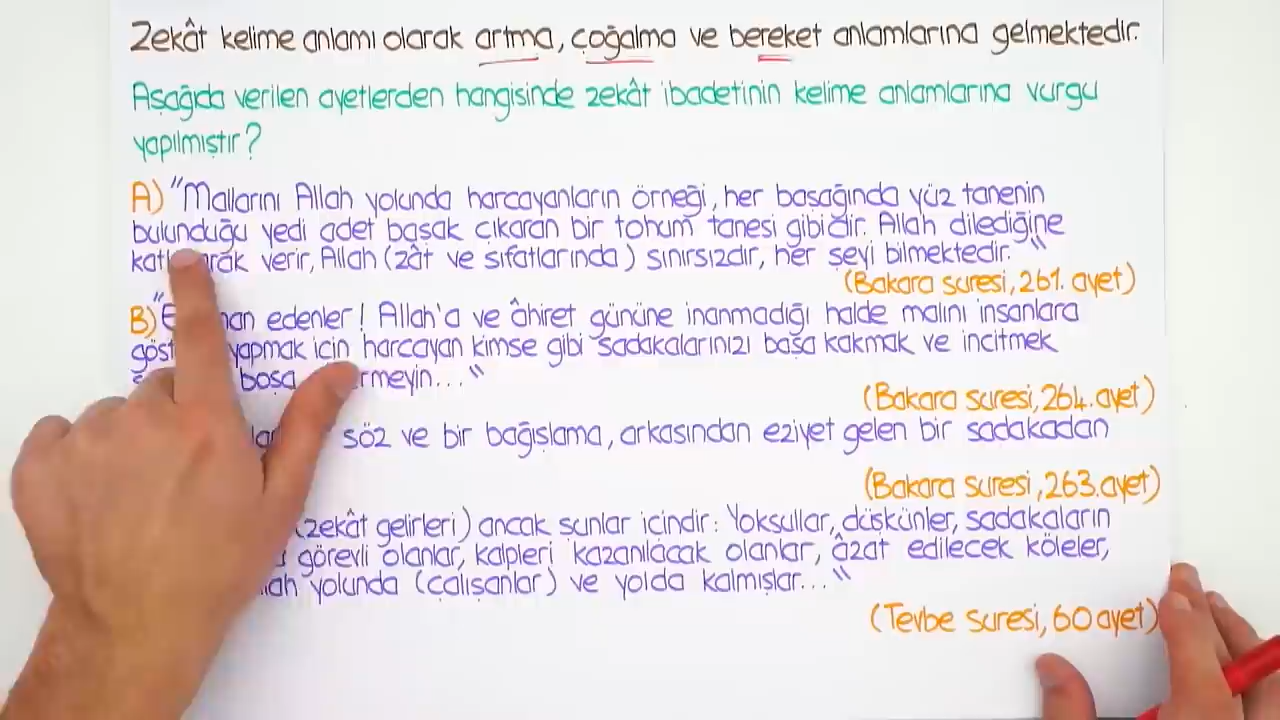 Zekât kelime anlamı olarak artma, çoğalma ve bereket anlamlarına gelmektedir.
Aşağıda verilen ayetlerden hangisinde zekât ibadetinin kelime anlamlarına vurgu
yapılmıştır?
A) "Mallarını Allah yolunda harcayanların örneği, her başağında yüz tanenin
bulunduğu yedi adet başak çıkaran bir tohum tanesi gibidir. Allah dilediğine
verir, Allah (zât ve sıfatlarında) sınırsızdır, her şeyi bilmektedir."
(Bakara suresi, 261. ayet)
B) edenler! Allah'a ve âhiret gününe inanmadığı halde malını insanlara
yapmak için harcayan kimse gibi sadakalarınızı başa kakmak ve incitmek
boşa
(Bakara suresi, 264. ayet)
söz ve bir bağışlama, arkasından eziyet gelen bir sadakadan
(Bakara suresi, 263. ayet)
(zekât gelirleri) ancak şunlar içindir: Yoksullar, düşkünler, sadakaların
görevli olanlar, kalpleri kazanılacak olanlar, âzat edilecek köleler,
yolunda (çalışanlar) ve yolda kalmışlar..."
(Tevbe suresi, 60 ayet)